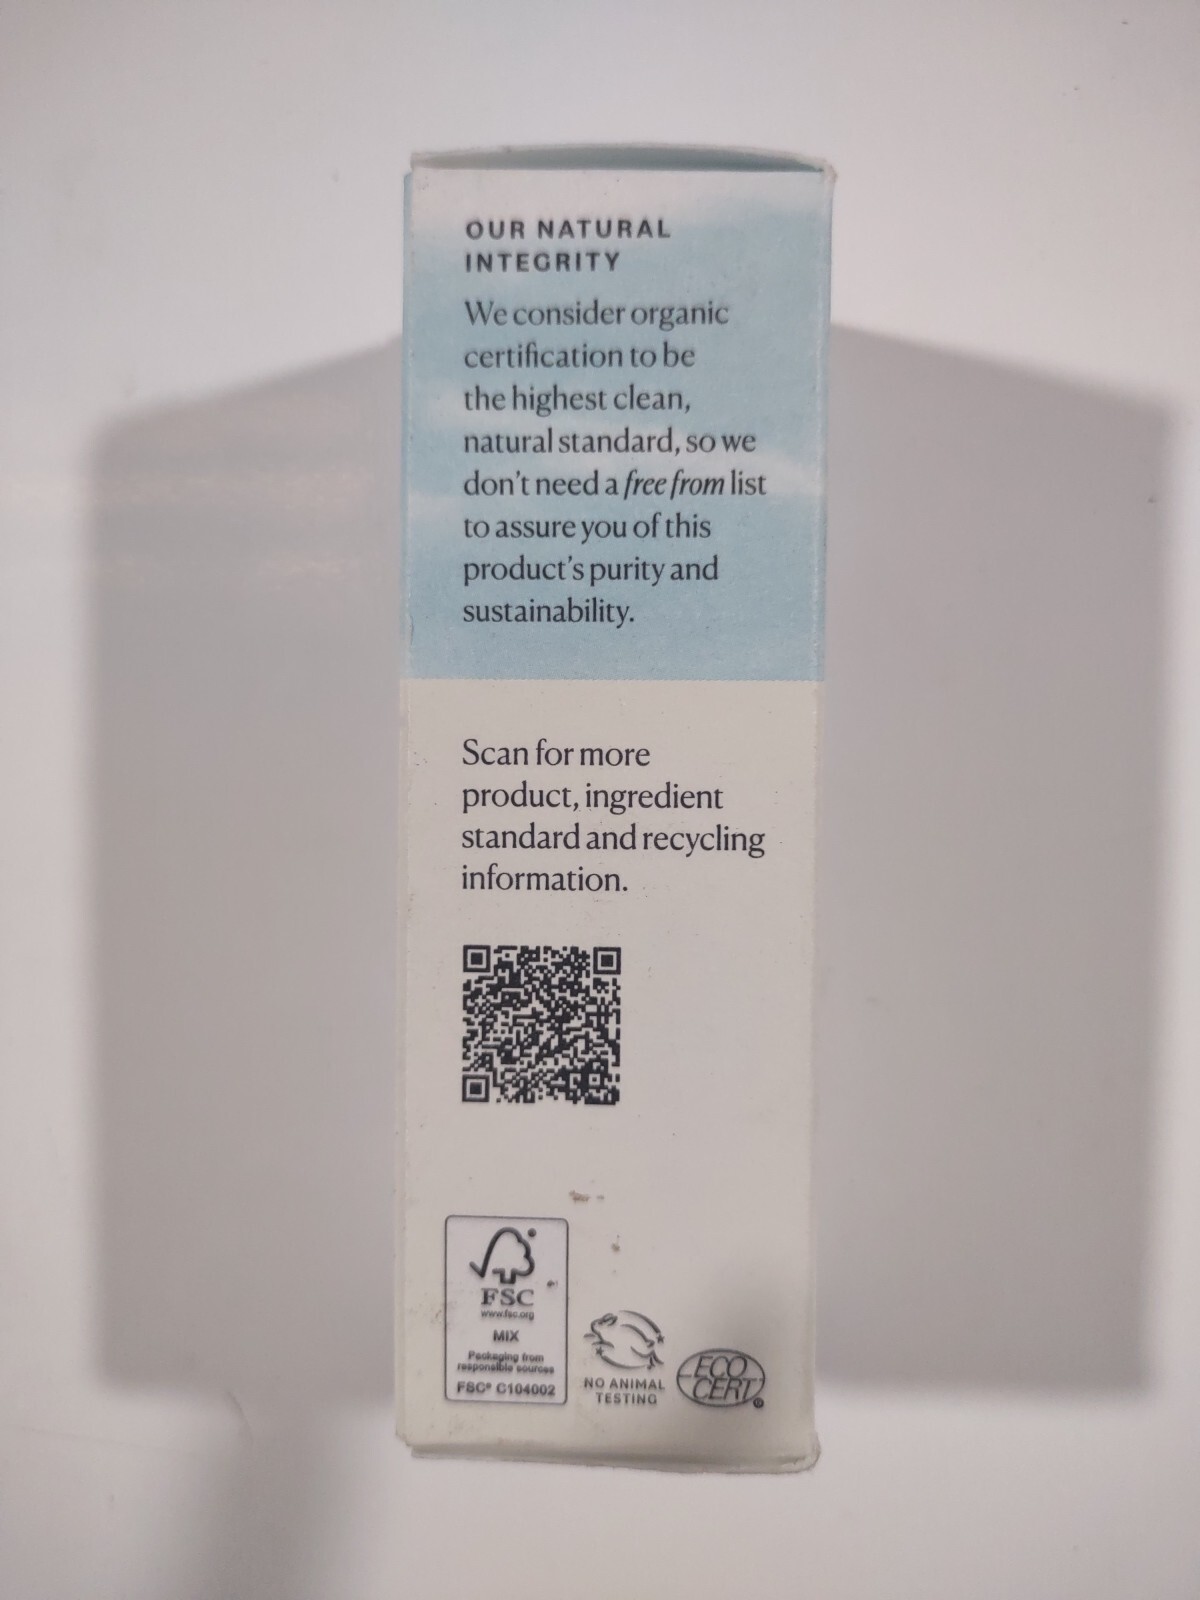 OUR NATURAL
INTEGRITY
We consider organic
certification to be
the highest clean,
natural standard, so we
don't need a free from list
to assure you of this
product's purity and
sustainability.
Scan for more
product, ingredient
standard and recycling
information.
FSC
www.fsc.org
MIX
Packaging from
responsible sources
FSC® C104002
NO ANIMAL
TESTING
ECO
CERT®